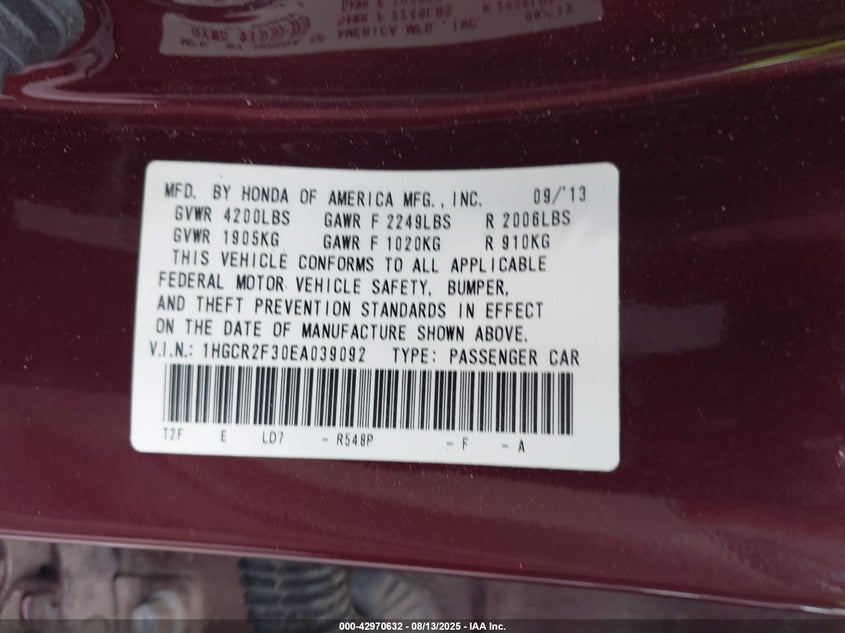 MFD. BY HONDA OF AMERICA MFG., INC. 09/'13
GVWR 4200LBS GAWR F 2249LBS R 2006LBS
GVWR 1905KG GAWR F 1020KG R 910KG
THIS VEHICLE CONFORMS TO ALL APPLICABLE
FEDERAL MOTOR VEHICLE SAFETY, BUMPER,
AND THEFT PREVENTION STANDARDS IN EFFECT
ON THE DATE OF MANUFACTURE SHOWN ABOVE.
V.I.N.: 1HGCR2F30EA039092 TYPE: PASSENGER CAR
T2F E LD7 - R548P - F - A
000-42970632 | 08/13/2025 - IAA Inc.